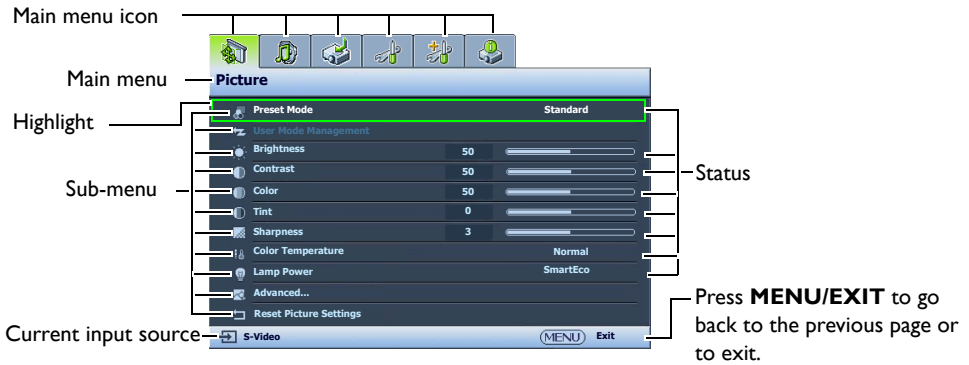 Main menu icon
Main menu
Picture
Highlight
Preset Mode Standard
User Mode Management
Brightness 50
Contrast 50
Status
Sub-menu
Color 50
Tint 0
Sharpness 3
Color Temperature Normal
Lamp Power SmartEco
Advanced...
Reset Picture Settings
Current input source
S-Video MENU Exit
Press MENU/EXIT to go
back to the previous page or
to exit.